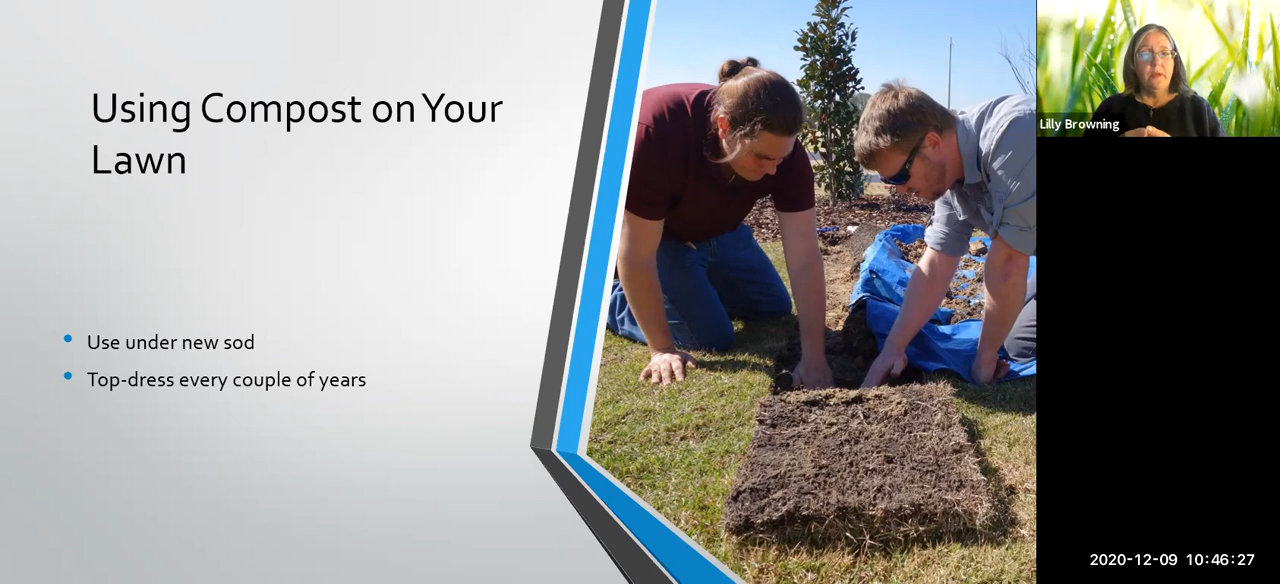 Using Compost on Your
Lawn
Use under new sod
Top-dress every couple of years
Lilly Browning
2020-12-09 10:46:27